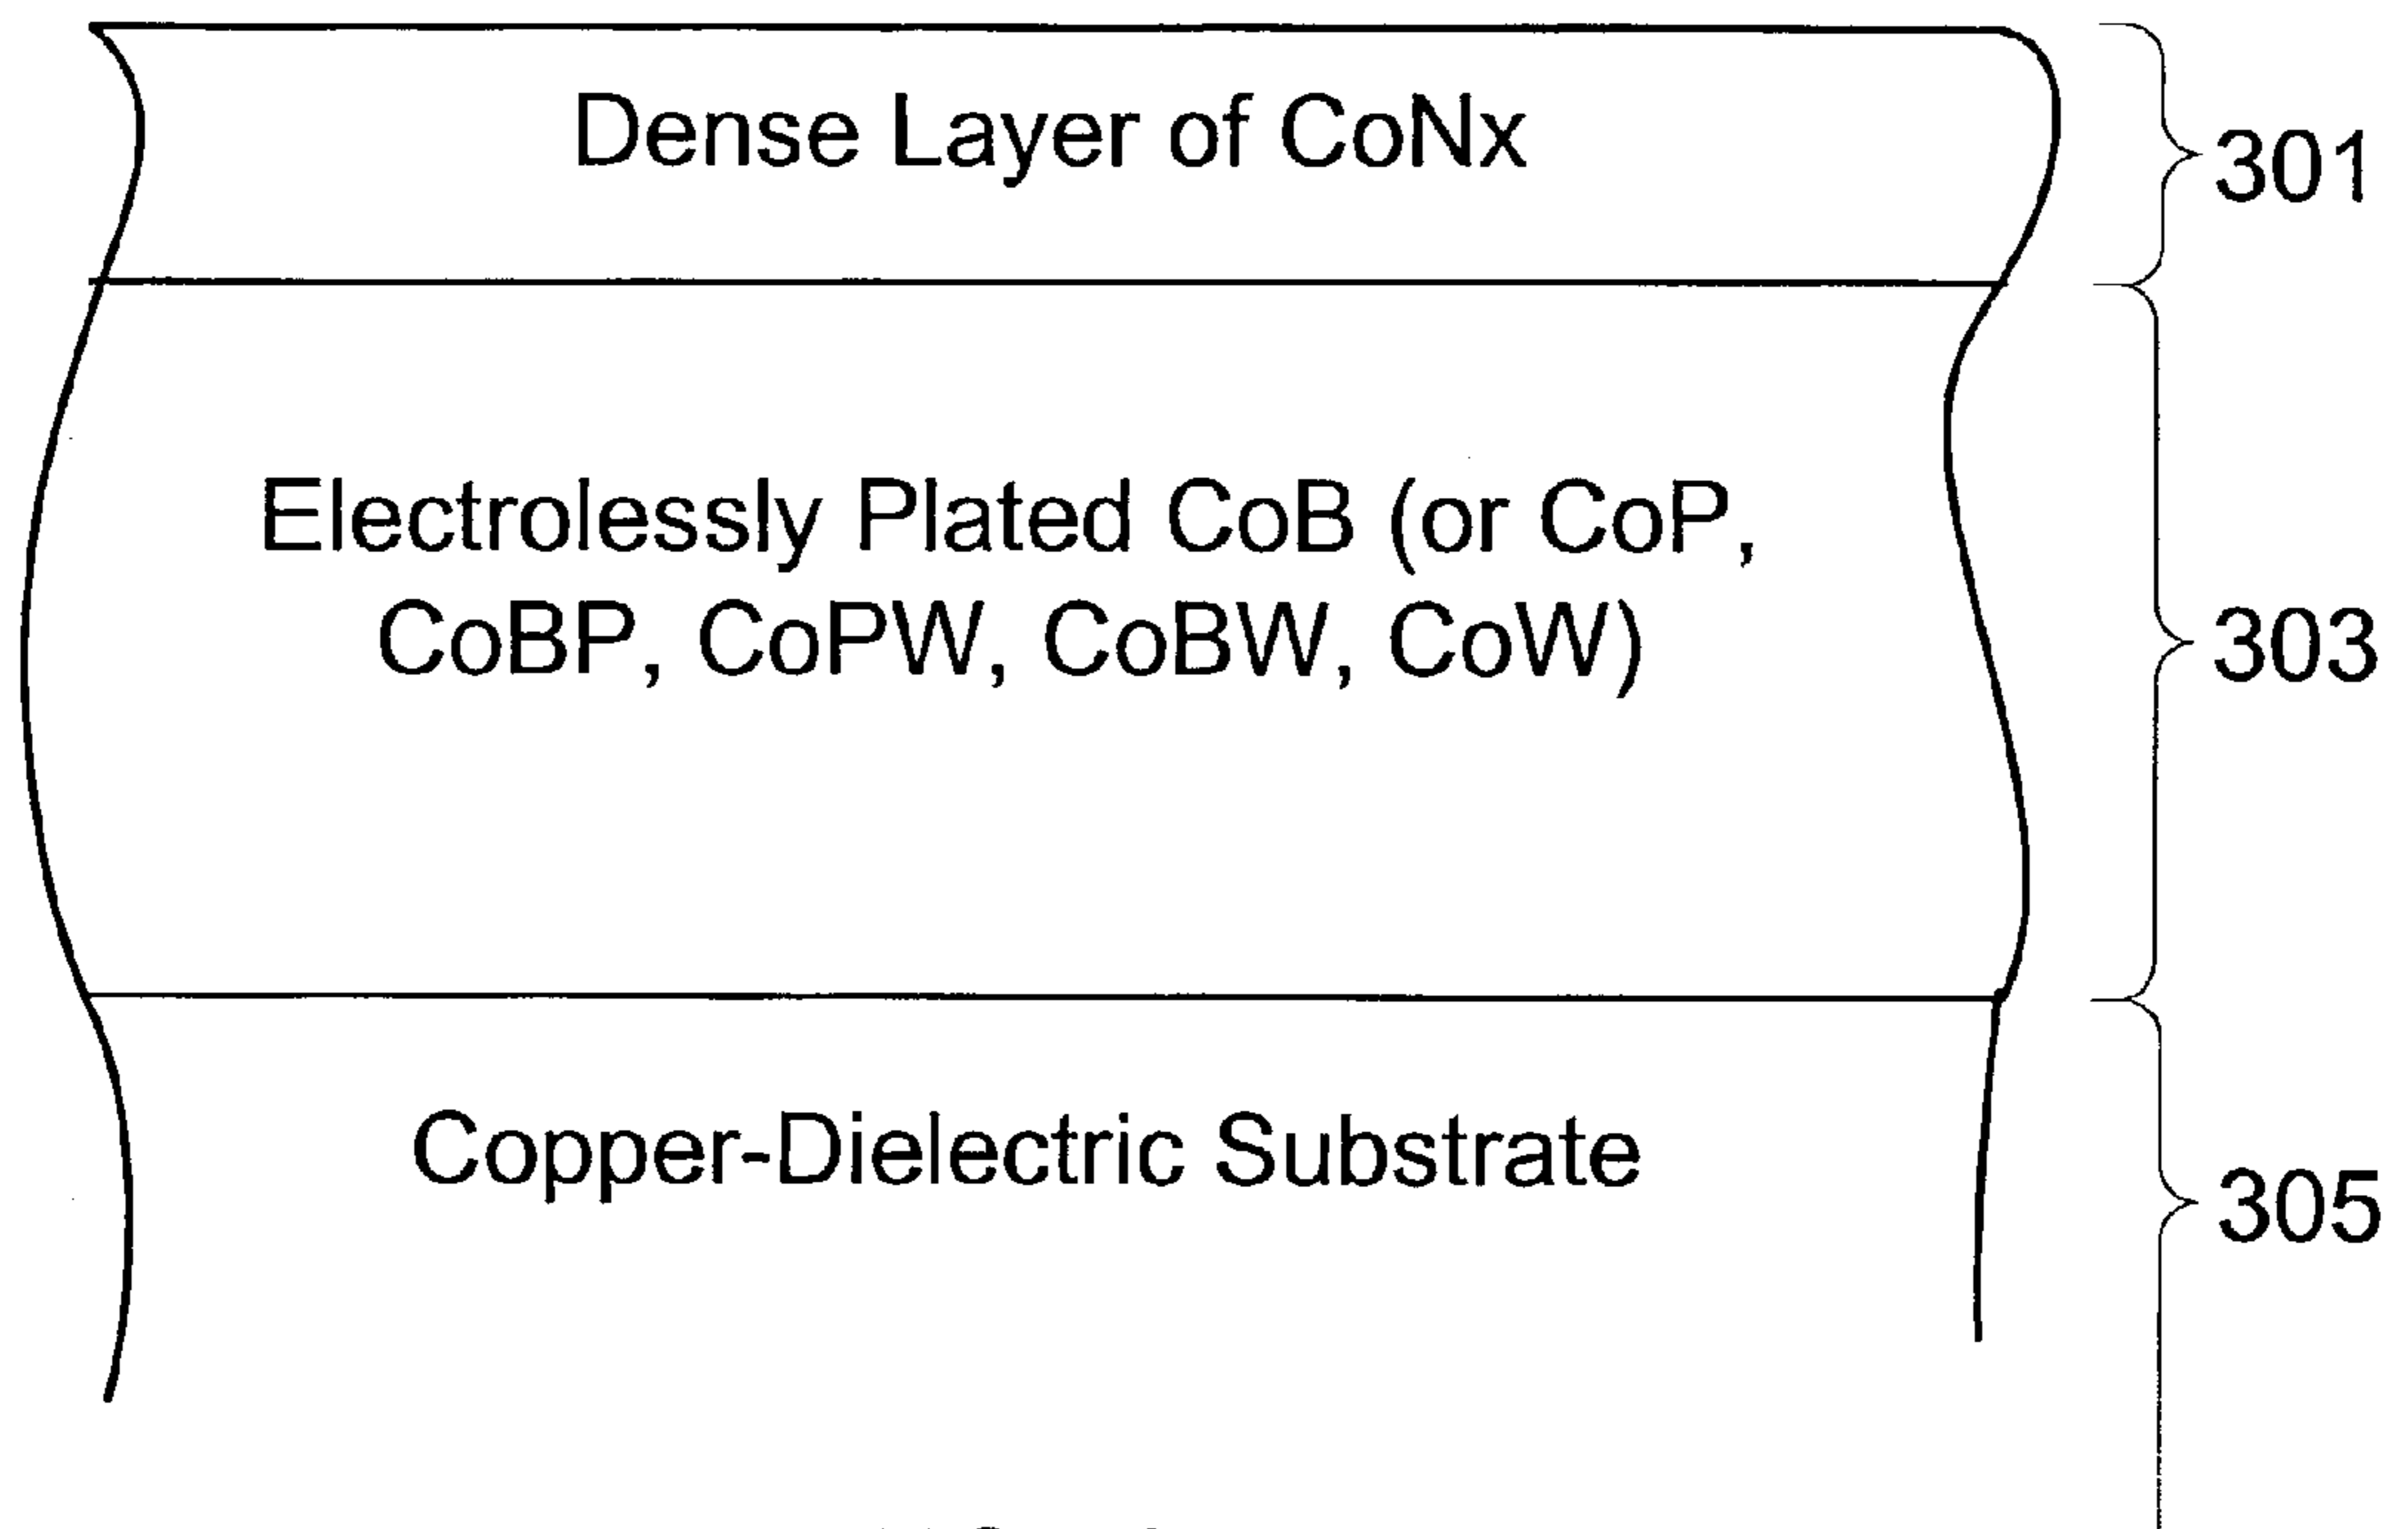 Dense Layer of CoNx
301
Electrolessly Plated CoB (or CoP,
CoBP, CoPW, CoBW, CoW)
303
Copper-Dielectric Substrate
305